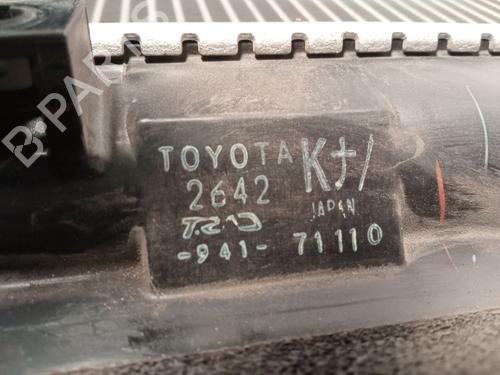 TOYOTA
2642
JAPAN
-941- 71110
B-PARTS